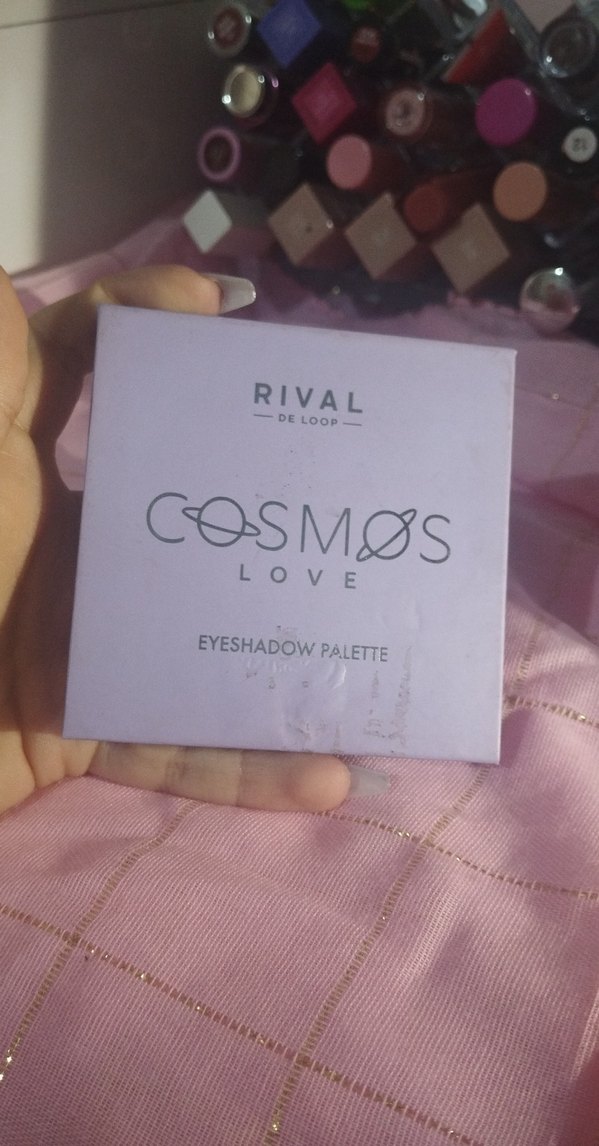 RIVAL
DE LOOP
COSMOS
LOVE
EYESHADOW PALETTE